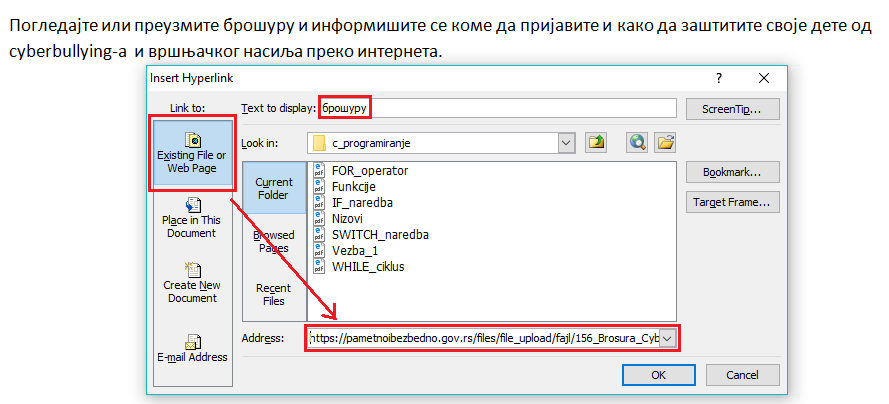 Погледајте или преузмите брошуру и информишите се коме да пријавите и како да заштитите своје дете од
cyberbullying-а и вршњачког насиља преко интернета.
Insert Hyperlink
Link to:
Text to display: брошуру
ScreenTip...
Existing File or
Web Page
Look in: c_programiranje
Current
Folder
Browsed
Pages
Recent
Files
FOR_operator
Funkcije
IF_naredba
Nizovi
SWITCH_naredba
Vezba_1
WHILE_ciklus
Bookmark...
Target Frame...
Place in This
Document
Create New
Document
E-mail Address
Address: https://pametnoibezbedno.gov.rs/files/file_upload/fajl/156_Brosura_Cyb
OK
Cancel